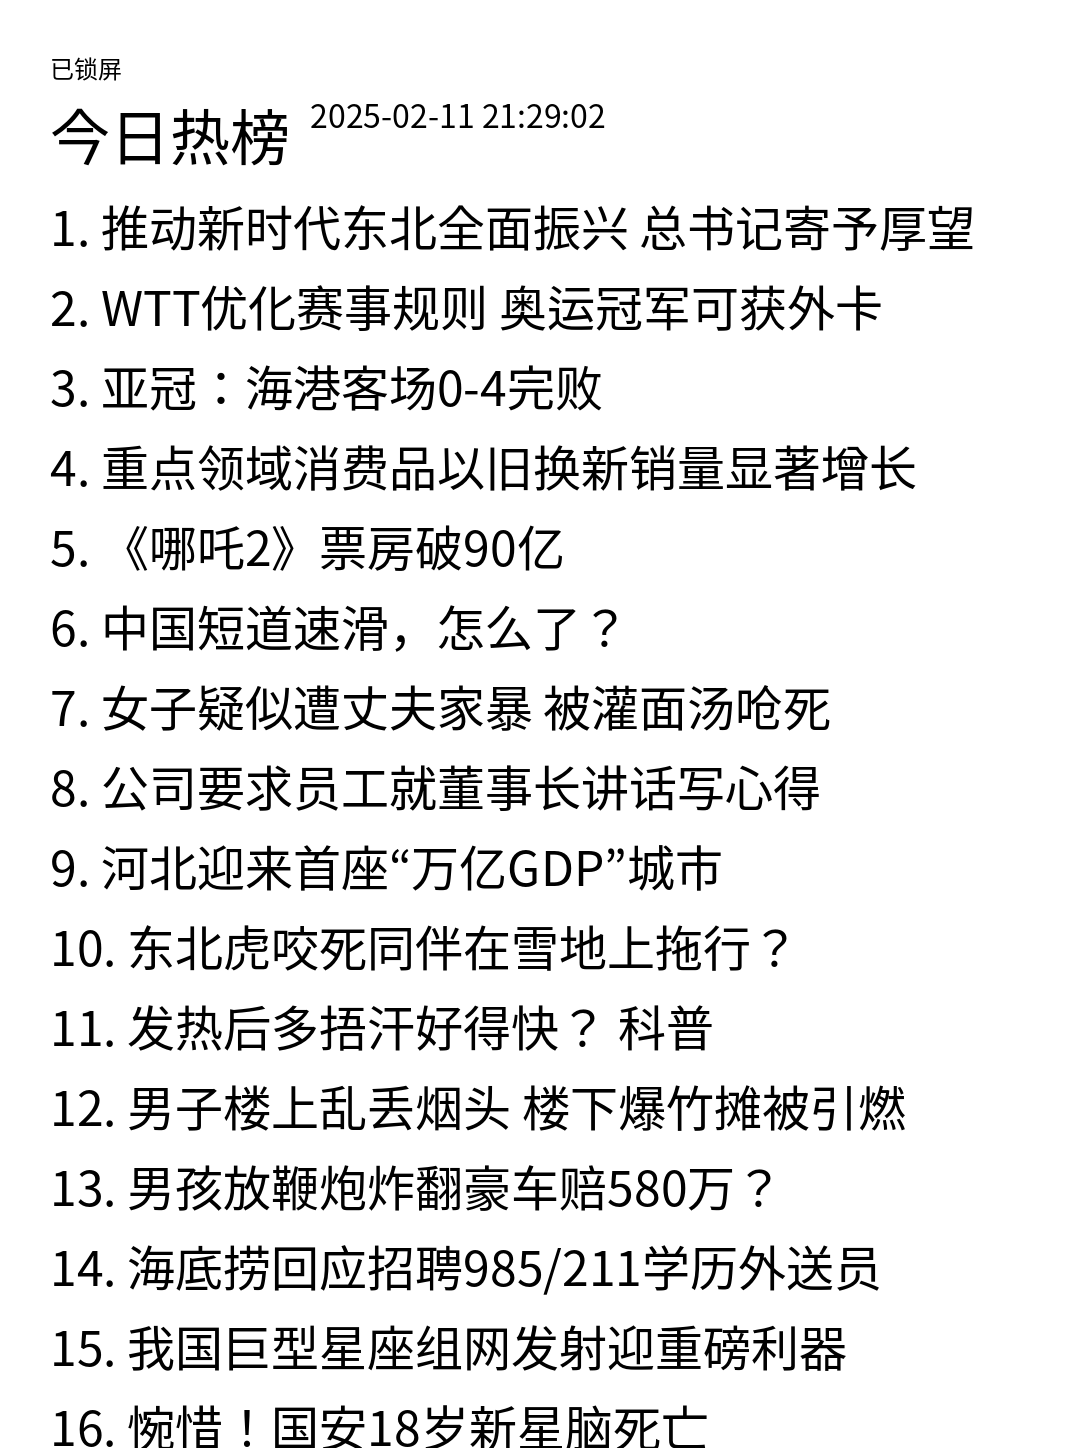 已锁屏
今日热榜 2025-02-11 21:29:02
1. 推动新时代东北全面振兴 总书记寄予厚望
2. WTT优化赛事规则 奥运冠军可获外卡
3. 亚冠：海港客场0-4完败
4. 重点领域消费品以旧换新销量显著增长
5. 《哪吒2》票房破90亿
6. 中国短道速滑，怎么了？
7. 女子疑似遭丈夫家暴 被灌面汤呛死
8. 公司要求员工就董事长讲话写心得
9. 河北迎来首座“万亿GDP”城市
10. 东北虎咬死同伴在雪地上拖行？
11. 发热后多捂汗好得快？ 科普
12. 男子楼上乱丢烟头 楼下爆竹摊被引燃
13. 男孩放鞭炮炸翻豪车赔580万？
14. 海底捞回应招聘985/211学历外送员
15. 我国巨型星座组网发射迎重磅利器
16. 惋惜！国安18岁新星脑死亡